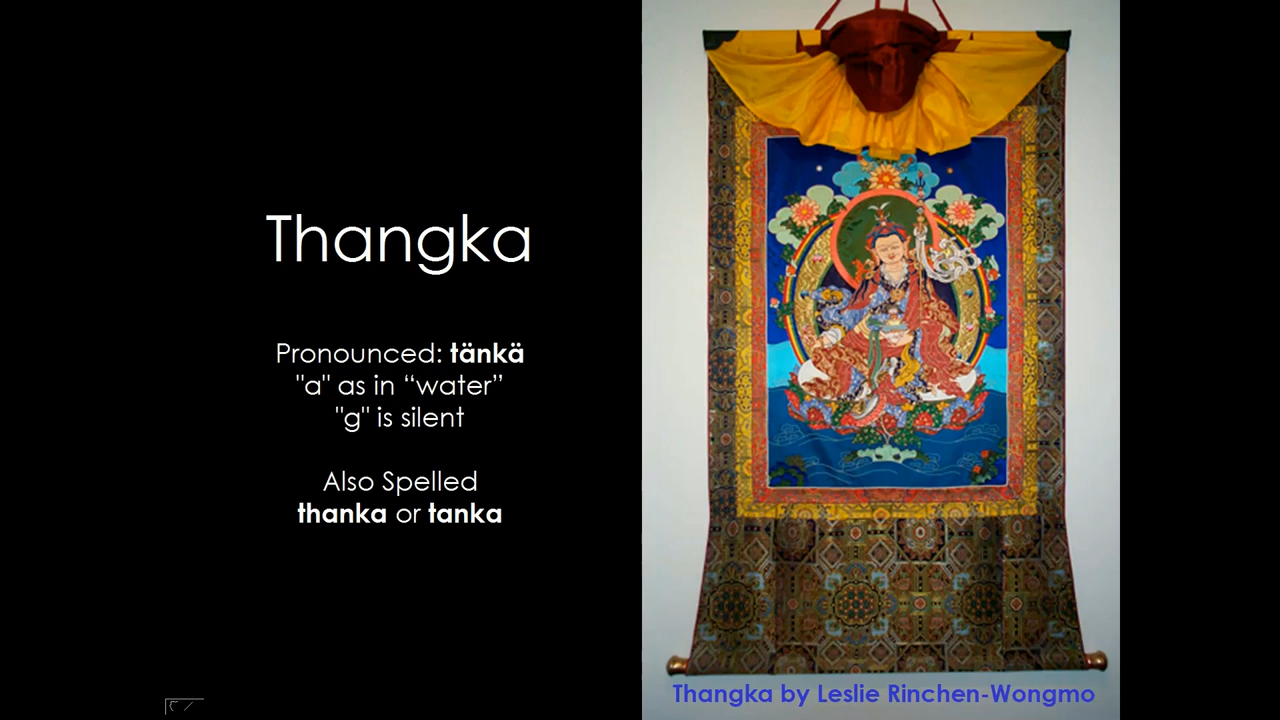 Thangka
Pronounced: tänkä
"a" as in “water”
"g" is silent
Also Spelled
thanka or tanka
Thangka by Leslie Rinchen-Wongmo